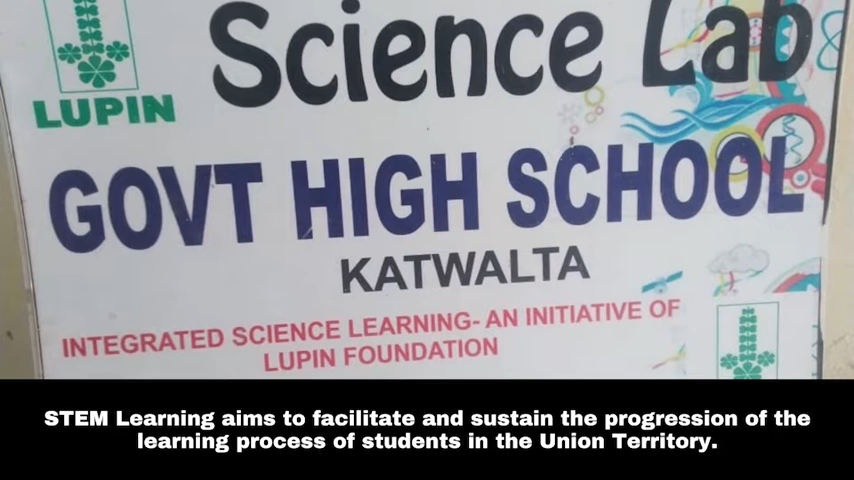 Science Lab
LUPIN
GOVT HIGH SCHOOL
KATWALTA
INTEGRATED SCIENCE LEARNING- AN INITIATIVE OF
LUPIN FOUNDATION
STEM Learning aims to facilitate and sustain the progression of the
learning process of students in the Union Territory.